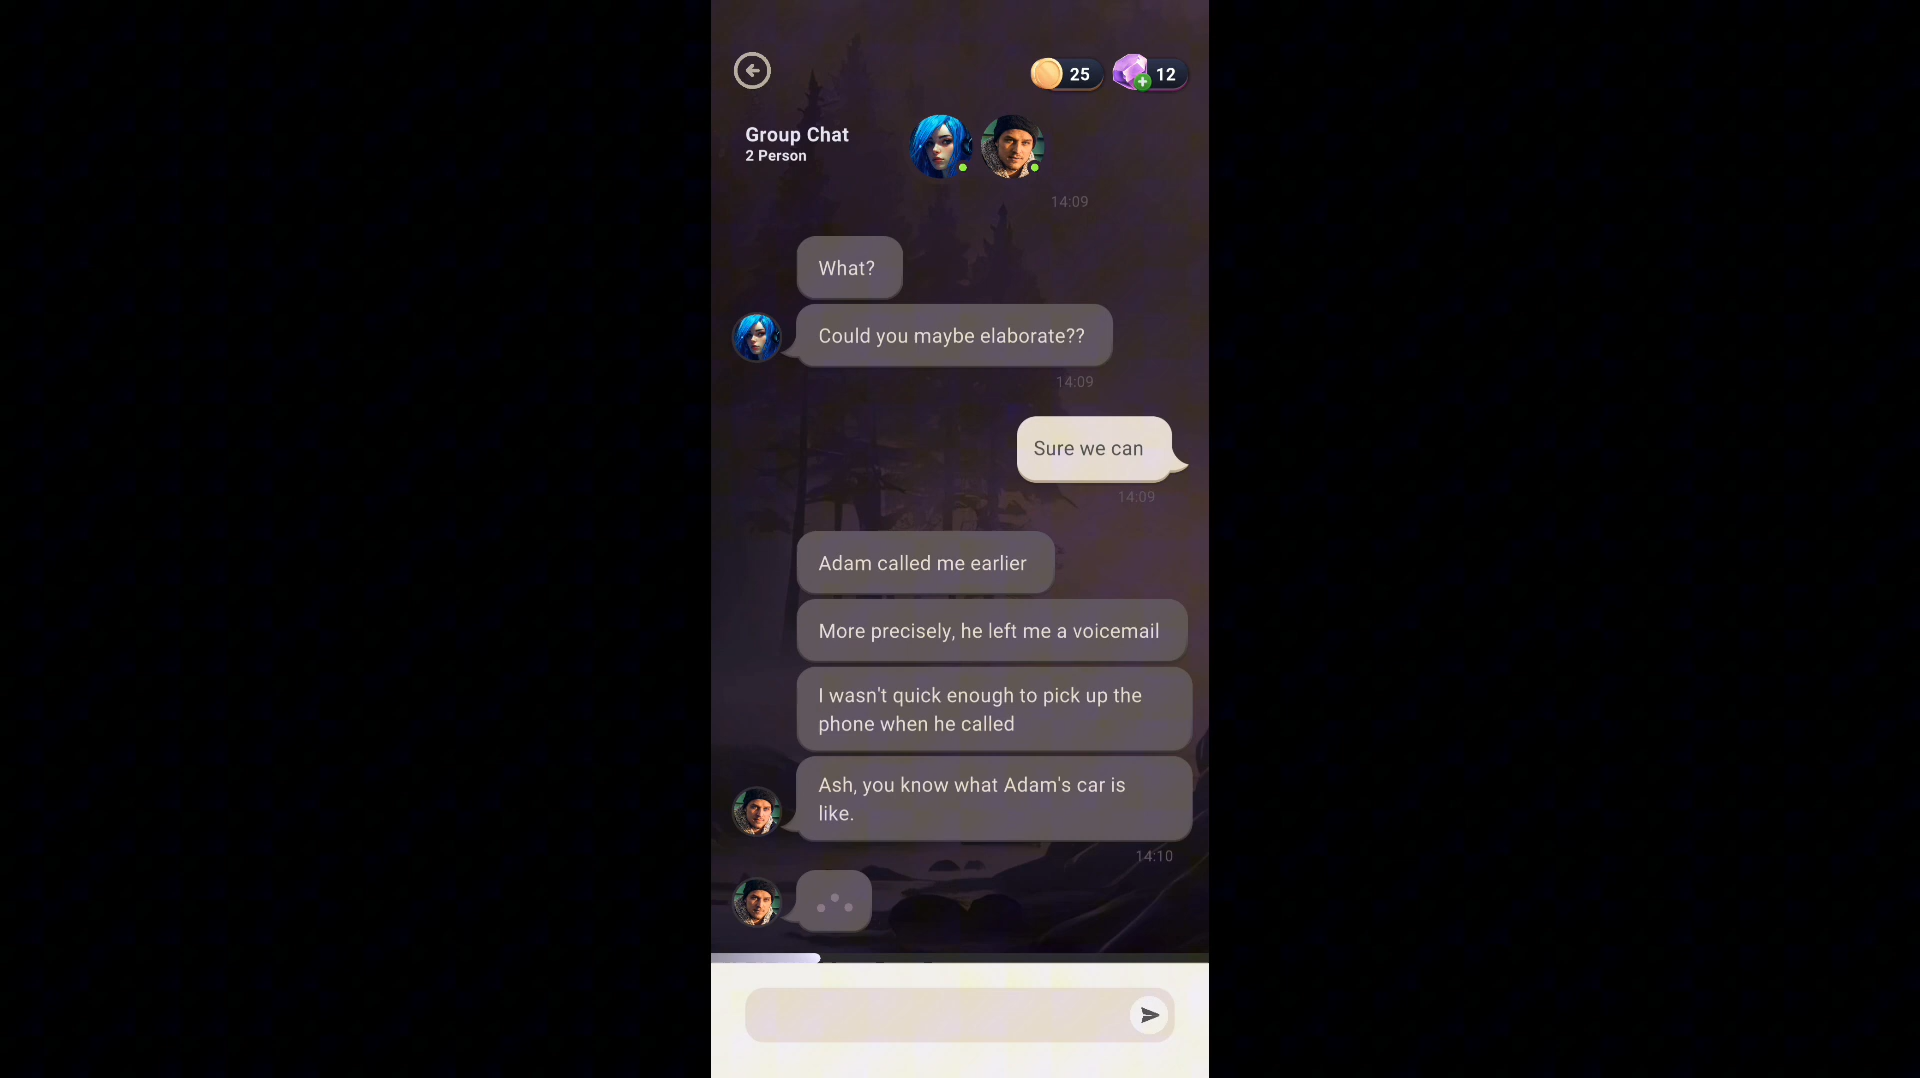 25
12
Group Chat
2 Person
14:09
What?
Could you maybe elaborate??
14:09
Sure we can
14:09
Adam called me earlier
More precisely, he left me a voicemail
I wasn't quick enough to pick up the
phone when he called
Ash, you know what Adam's car is
like.
14:10